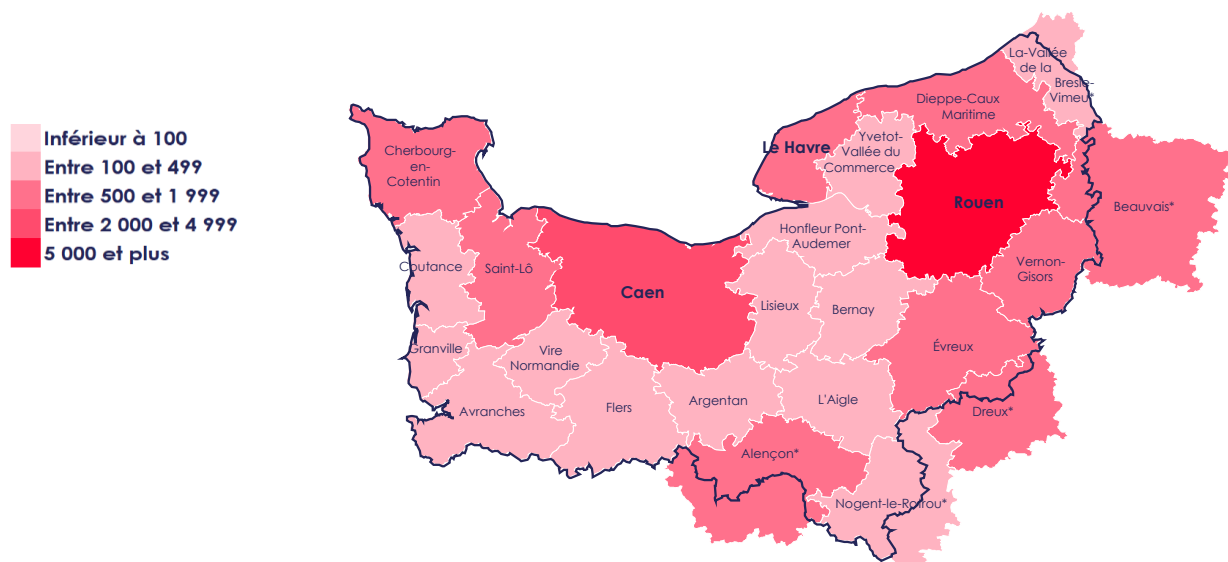 Inférieur à 100
Entre 100 et 499
Entre 500 et 1 999
Entre 2 000 et 4 999
5 000 et plus
La-Vallée
de la
Bresle-
Vimeu*
Dieppe-Caux
Maritime
Cherbourg-
en-
Cotentin
Le Havre
Yvetot-
Vallée du
Commerce
Rouen
Beauvais*
Honfleur Pont-
Audemer
Coutance
Saint-Lô
Vernon-
Gisors
Caen
Lisieux
Bernay
Granville
Vire
Normandie
Évreux
Avranches
Flers
Argentan
L'Aigle
Dreux*
Alençon*
Nogent-le-Rotrou*